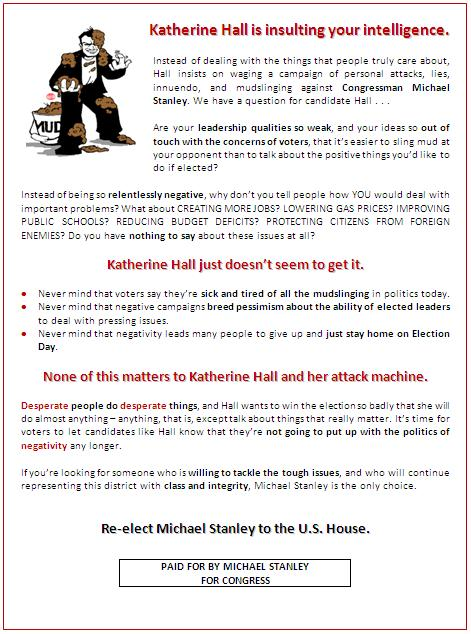 Katherine Hall is insulting your intelligence.
Instead of dealing with the things that people truly care about,
Hall insists on waging a campaign of personal attacks, lies,
innuendo, and mudslinging against Congressman Michael
Stanley. We have a question for candidate Hall . . .
MUD
Are your leadership qualities so weak, and your ideas so out of
touch with the concerns of voters, that it's easier to sling mud at
your opponent than to talk about the positive things you'd like to
do if elected?
Instead of being so relentlessly negative, why don't you tell people how YOU would deal with
important problems? What about CREATING MORE JOBS? LOWERING GAS PRICES? IMPROVING
PUBLIC SCHOOLS? REDUCING BUDGET DEFICITS? PROTECTING CITIZENS FROM FOREIGN
ENEMIES? Do you have nothing to say about these issues at all?
Katherine Hall just doesn't seem to get it.
• Never mind that voters say they're sick and tired of all the mudslinging in politics today.
• Never mind that negative campaigns breed pessimism about the ability of elected leaders
to deal with pressing issues.
• Never mind that negativity leads many people to give up and just stay home on Election
Day.
None of this matters to Katherine Hall and her attack machine.
Desperate people do desperate things, and Hall wants to win the election so badly that she will
do almost anything – anything, that is, except talk about things that really matter. It's time for
voters to let candidates like Hall know that they're not going to put up with the politics of
negativity any longer.
If you're looking for someone who is willing to tackle the tough issues, and who will continue
representing this district with class and integrity, Michael Stanley is the only choice.
Re-elect Michael Stanley to the U.S. House.
PAID FOR BY MICHAEL STANLEY
FOR CONGRESS